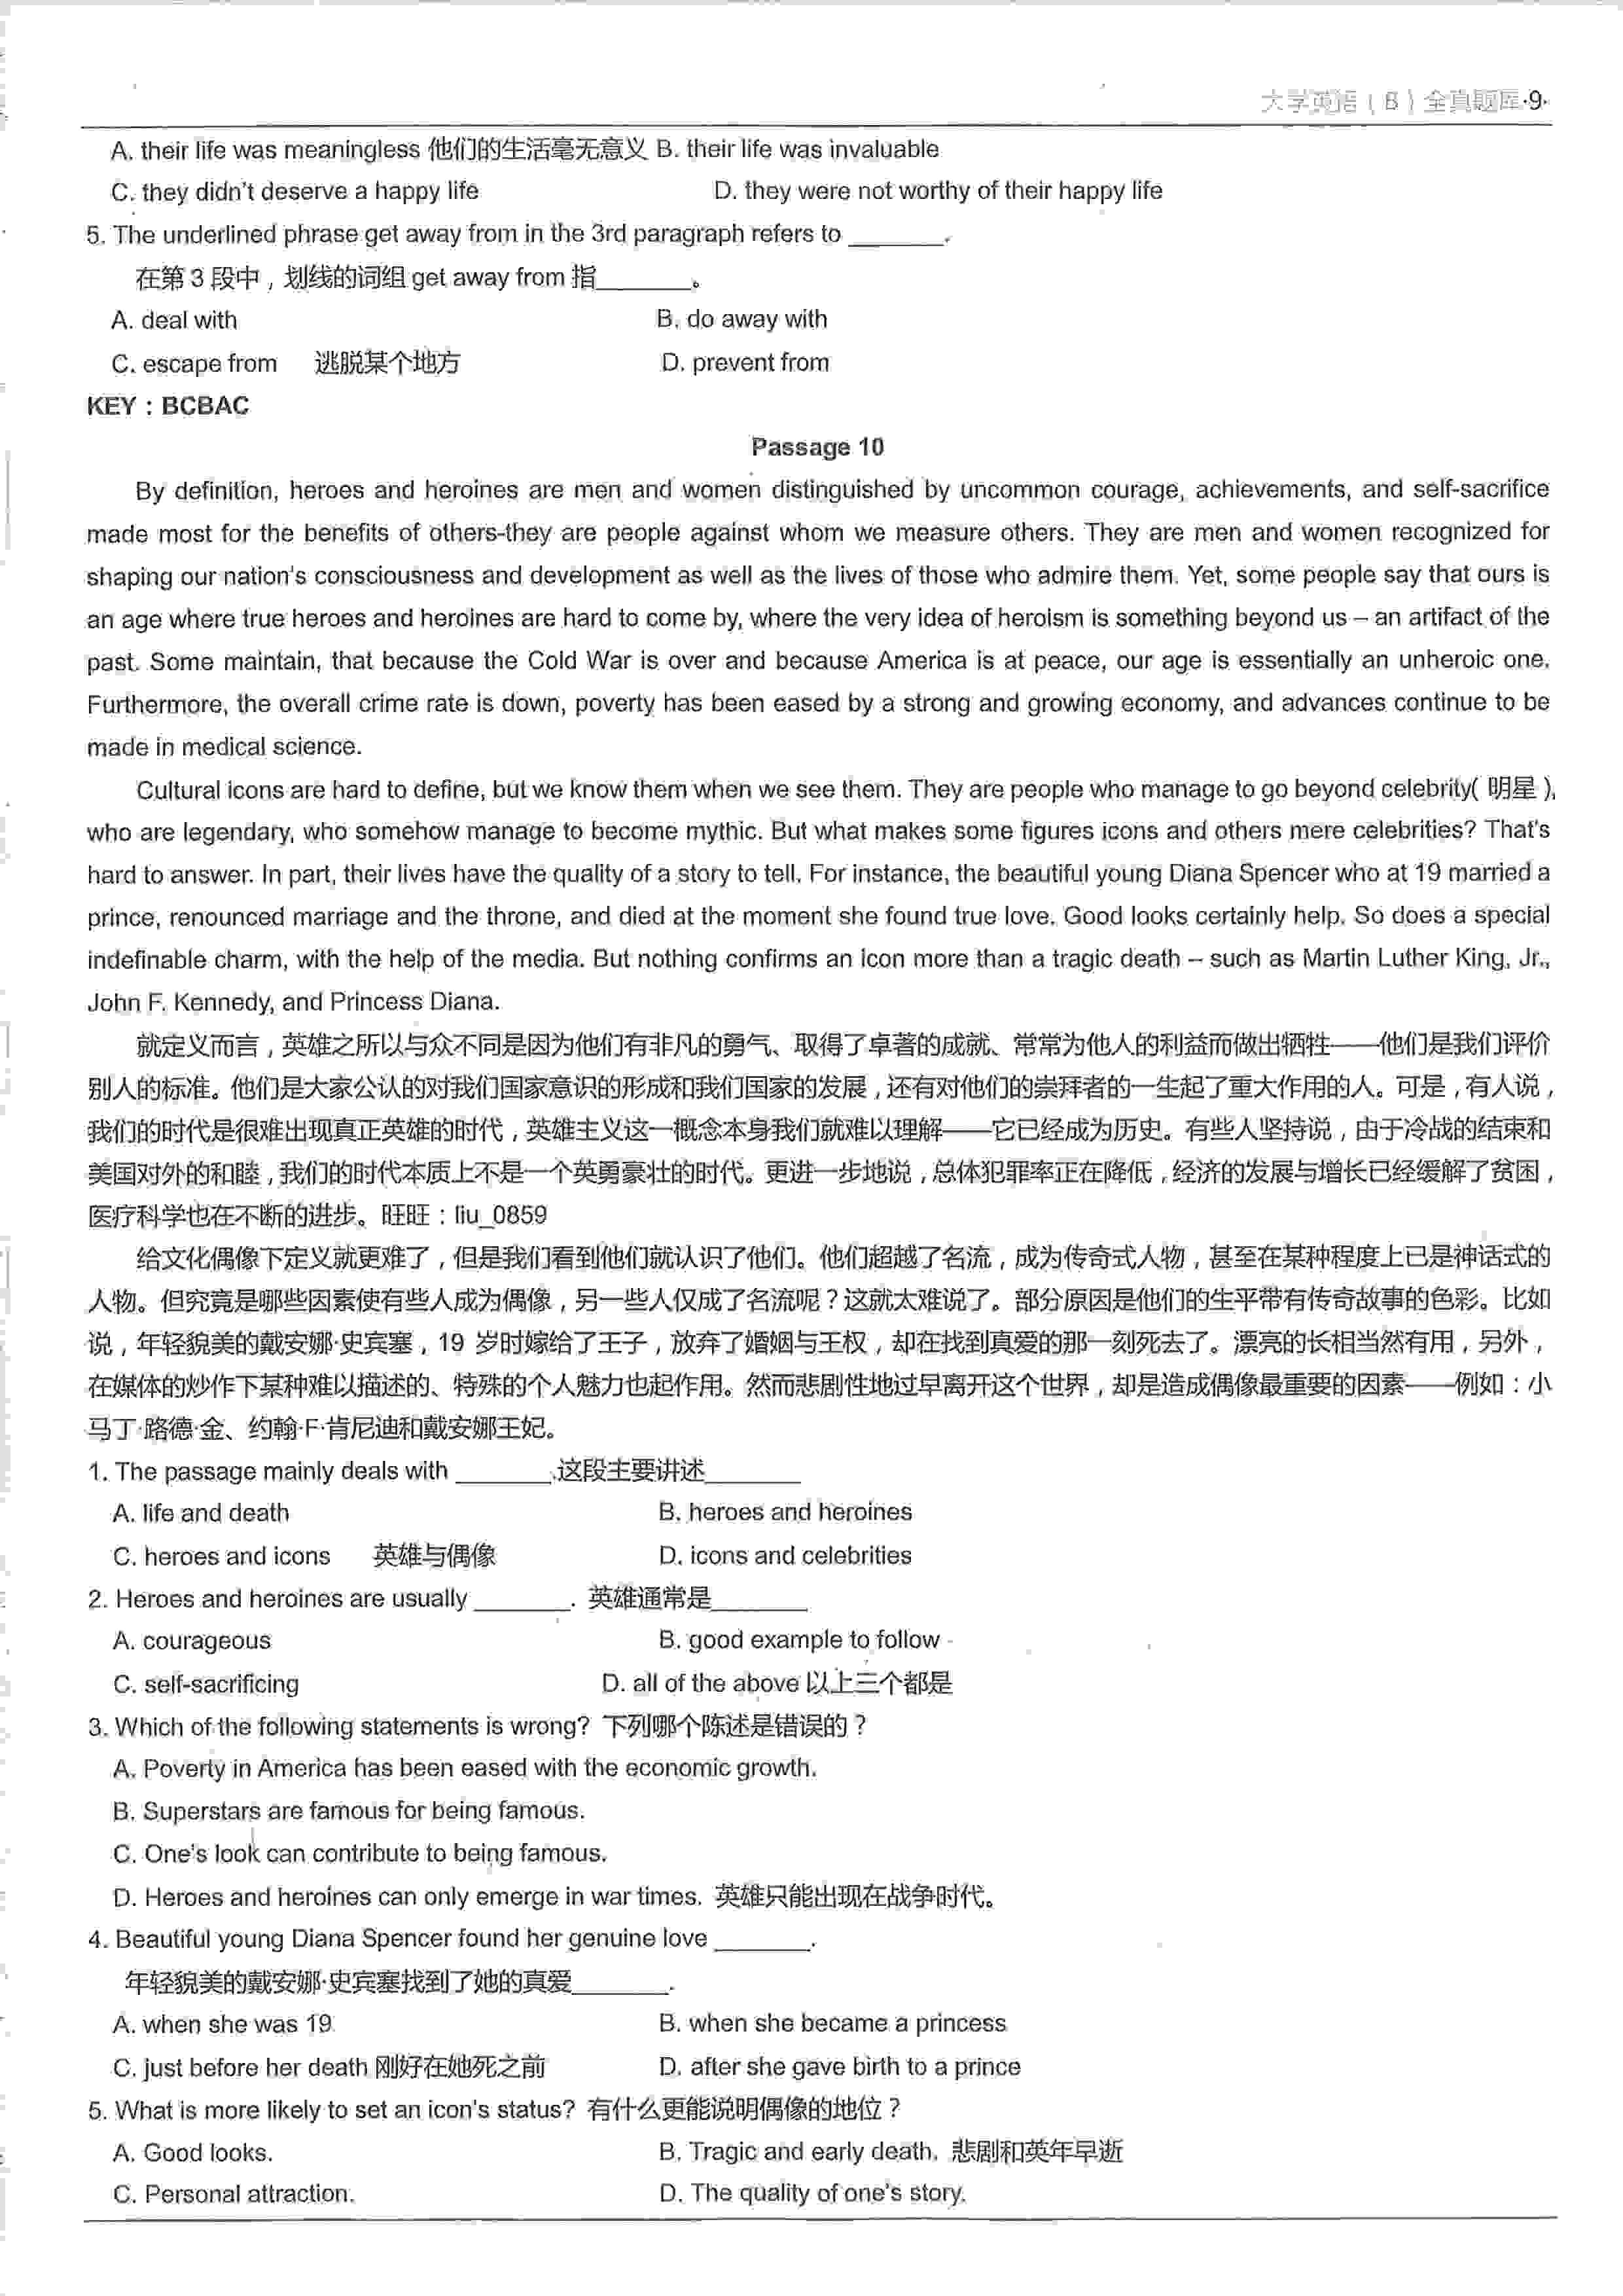 大学英语（B）全真题库·9·
A. their life was meaningless 他们的生活毫无意义 B. their life was invaluable
C. they didn't deserve a happy life D. they were not worthy of their happy life
5. The underlined phrase get away from in the 3rd paragraph refers to _______.
在第 3 段中，划线的词组 get away from 指_______。
A. deal with B. do away with
C. escape from 逃脱某个地方 D. prevent from
KEY：BCBAC
Passage 10
By definition, heroes and heroines are men and women distinguished by uncommon courage, achievements, and self-sacrifice
made most for the benefits of others-they are people against whom we measure others. They are men and women recognized for
shaping our nation's consciousness and development as well as the lives of those who admire them. Yet, some people say that ours is
an age where true heroes and heroines are hard to come by, where the very idea of heroism is something beyond us – an artifact of the
past. Some maintain, that because the Cold War is over and because America is at peace, our age is essentially an unheroic one.
Furthermore, the overall crime rate is down, poverty has been eased by a strong and growing economy, and advances continue to be
made in medical science.
Cultural icons are hard to define, but we know them when we see them. They are people who manage to go beyond celebrity( 明星 ),
who are legendary, who somehow manage to become mythic. But what makes some figures icons and others mere celebrities? That's
hard to answer. In part, their lives have the quality of a story to tell. For instance, the beautiful young Diana Spencer who at 19 married a
prince, renounced marriage and the throne, and died at the moment she found true love. Good looks certainly help. So does a special
indefinable charm, with the help of the media. But nothing confirms an icon more than a tragic death – such as Martin Luther King, Jr.,
John F. Kennedy, and Princess Diana.
就定义而言，英雄之所以与众不同是因为他们有非凡的勇气、取得了卓著的成就、常常为他人的利益而做出牺牲——他们是我们评价
别人的标准。他们是大家公认的对我们国家意识的形成和我们国家的发展，还有对他们的崇拜者的一生起了重大作用的人。可是，有人说，
我们的时代是很难出现真正英雄的时代，英雄主义这一概念本身我们就难以理解——它已经成为历史。有些人坚持说，由于冷战的结束和
美国对外的和睦，我们的时代本质上不是一个英勇豪壮的时代。更进一步地说，总体犯罪率正在降低，经济的发展与增长已经缓解了贫困，
医疗科学也在不断的进步。旺旺：liu_0859
给文化偶像下定义就更难了，但是我们看到他们就认识了他们。他们超越了名流，成为传奇式人物，甚至在某种程度上已是神话式的
人物。但究竟是哪些因素使有些人成为偶像，另一些人仅成了名流呢？这就太难说了。部分原因是他们的生平带有传奇故事的色彩。比如
说，年轻貌美的戴安娜·史宾塞，19 岁时嫁给了王子，放弃了婚姻与王权，却在找到真爱的那一刻死去了。漂亮的长相当然有用，另外，
在媒体的炒作下某种难以描述的、特殊的个人魅力也起作用。然而悲剧性地过早离开这个世界，却是造成偶像最重要的因素——例如：小
马丁·路德·金、约翰·F·肯尼迪和戴安娜王妃。
1. The passage mainly deals with _______.这段主要讲述_______
A. life and death B. heroes and heroines
C. heroes and icons 英雄与偶像 D. icons and celebrities
2. Heroes and heroines are usually _______. 英雄通常是_______
A. courageous B. good example to follow
C. self-sacrificing D. all of the above 以上三个都是
3. Which of the following statements is wrong? 下列哪个陈述是错误的？
A. Poverty in America has been eased with the economic growth.
B. Superstars are famous for being famous.
C. One's look can contribute to being famous.
D. Heroes and heroines can only emerge in war times. 英雄只能出现在战争时代。
4. Beautiful young Diana Spencer found her genuine love _______.
年轻貌美的戴安娜·史宾塞找到了她的真爱_______.
A. when she was 19 B. when she became a princess
C. just before her death 刚好在她死之前 D. after she gave birth to a prince
5. What is more likely to set an icon's status? 有什么更能说明偶像的地位？
A. Good looks. B. Tragic and early death. 悲剧和英年早逝
C. Personal attraction. D. The quality of one's story.